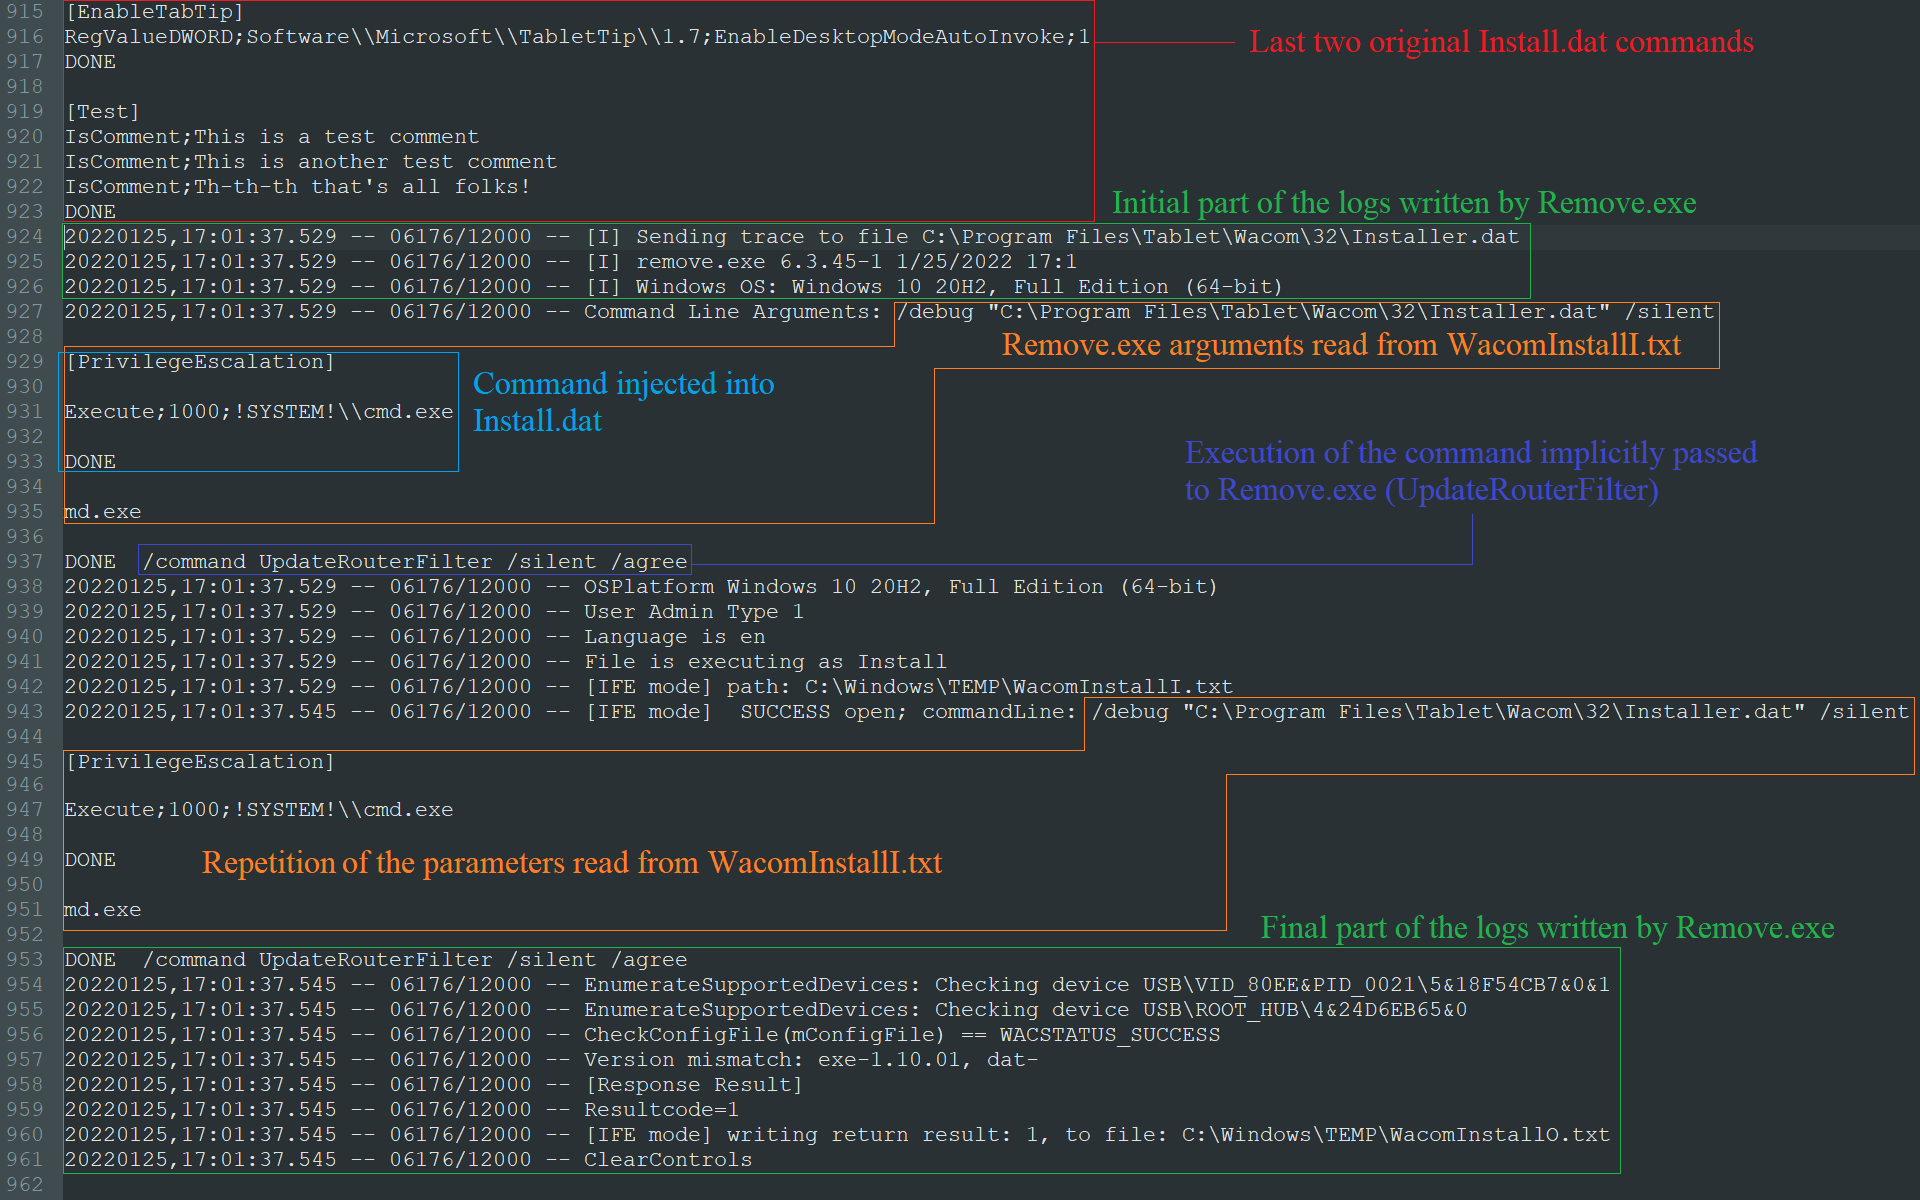 915 [EnableTabTip]
916 RegValueDWORD;Software\\Microsoft\\TabletTip\\1.7;EnableDesktopModeAutoInvoke;1
Last two original Install.dat commands
917 DONE
918
919 [Test]
920 IsComment;This is a test comment
921 IsComment;This is another test comment
922 IsComment;Th-th-th that's all folks!
Initial part of the logs written by Remove.exe
923 DONE
924 20220125,17:01:37.529 -- 06176/12000 -- [I] Sending trace to file C:\Program Files\Tablet\Wacom\32\Installer.dat
925 20220125,17:01:37.529 -- 06176/12000 -- [I] remove.exe 6.3.45-1 1/25/2022 17:1
926 20220125,17:01:37.529 -- 06176/12000 -- [I] Windows OS: Windows 10 20H2, Full Edition (64-bit)
927 20220125,17:01:37.529 -- 06176/12000 -- Command Line Arguments: /debug "C:\Program Files\Tablet\Wacom\32\Installer.dat" /silent
928
Remove.exe arguments read from WacomInstallI.txt
929 [PrivilegeEscalation]
930
Command injected into
Install.dat
931 Execute;1000;!SYSTEM!\\cmd.exe
932
933 DONE
Execution of the command implicitly passed
to Remove.exe (UpdateRouterFilter)
934
935 md.exe
936
937 DONE  /command UpdateRouterFilter /silent /agree
938 20220125,17:01:37.529 -- 06176/12000 -- OSPlatform Windows 10 20H2, Full Edition (64-bit)
939 20220125,17:01:37.529 -- 06176/12000 -- User Admin Type 1
940 20220125,17:01:37.529 -- 06176/12000 -- Language is en
941 20220125,17:01:37.529 -- 06176/12000 -- File is executing as Install
942 20220125,17:01:37.529 -- 06176/12000 -- [IFE mode] path: C:\Windows\TEMP\WacomInstallI.txt
943 20220125,17:01:37.545 -- 06176/12000 -- [IFE mode]  SUCCESS open; commandLine: /debug "C:\Program Files\Tablet\Wacom\32\Installer.dat" /silent
944
945 [PrivilegeEscalation]
946
947 Execute;1000;!SYSTEM!\\cmd.exe
948
949 DONE
Repetition of the parameters read from WacomInstallI.txt
950
951 md.exe
952
Final part of the logs written by Remove.exe
953 DONE  /command UpdateRouterFilter /silent /agree
954 20220125,17:01:37.545 -- 06176/12000 -- EnumerateSupportedDevices: Checking device USB\VID_80EE&PID_0021\5&18F54CB7&0&1
955 20220125,17:01:37.545 -- 06176/12000 -- EnumerateSupportedDevices: Checking device USB\ROOT_HUB\4&24D6EB65&0
956 20220125,17:01:37.545 -- 06176/12000 -- CheckConfigFile(mConfigFile) == WACSTATUS_SUCCESS
957 20220125,17:01:37.545 -- 06176/12000 -- Version mismatch: exe-1.10.01, dat-
958 20220125,17:01:37.545 -- 06176/12000 -- [Response Result]
959 20220125,17:01:37.545 -- 06176/12000 -- Resultcode=1
960 20220125,17:01:37.545 -- 06176/12000 -- [IFE mode] writing return result: 1, to file: C:\Windows\TEMP\WacomInstallO.txt
961 20220125,17:01:37.545 -- 06176/12000 -- ClearControls
962